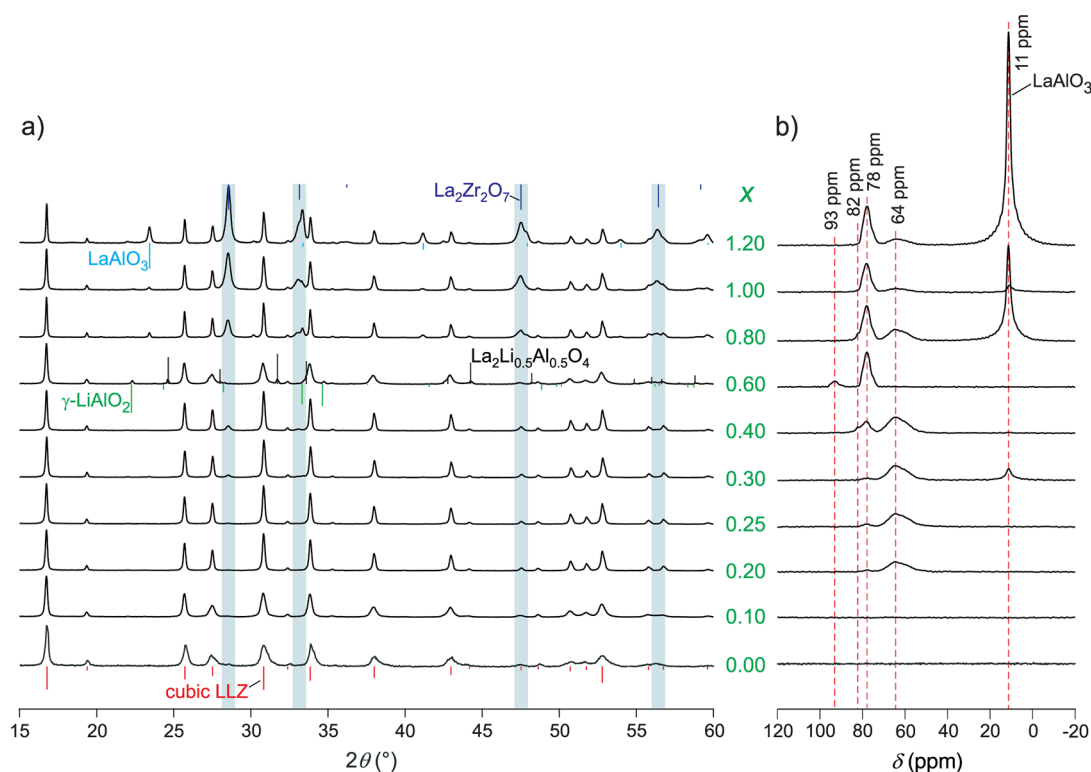 a)
b)
La₂Zr₂O₇
LaAlO₃
La₂Li₀.₅Al₀.₅O₄
γ-LiAlO₂
cubic LLZ
x
1.20
1.00
0.80
0.60
0.40
0.30
0.25
0.20
0.10
0.00
15 20 25 30 35 40 45 50 55 60
2θ (°)
93 ppm
82 ppm
78 ppm
64 ppm
11 ppm
LaAlO₃
120 100 80 60 40 20 0 -20
δ (ppm)